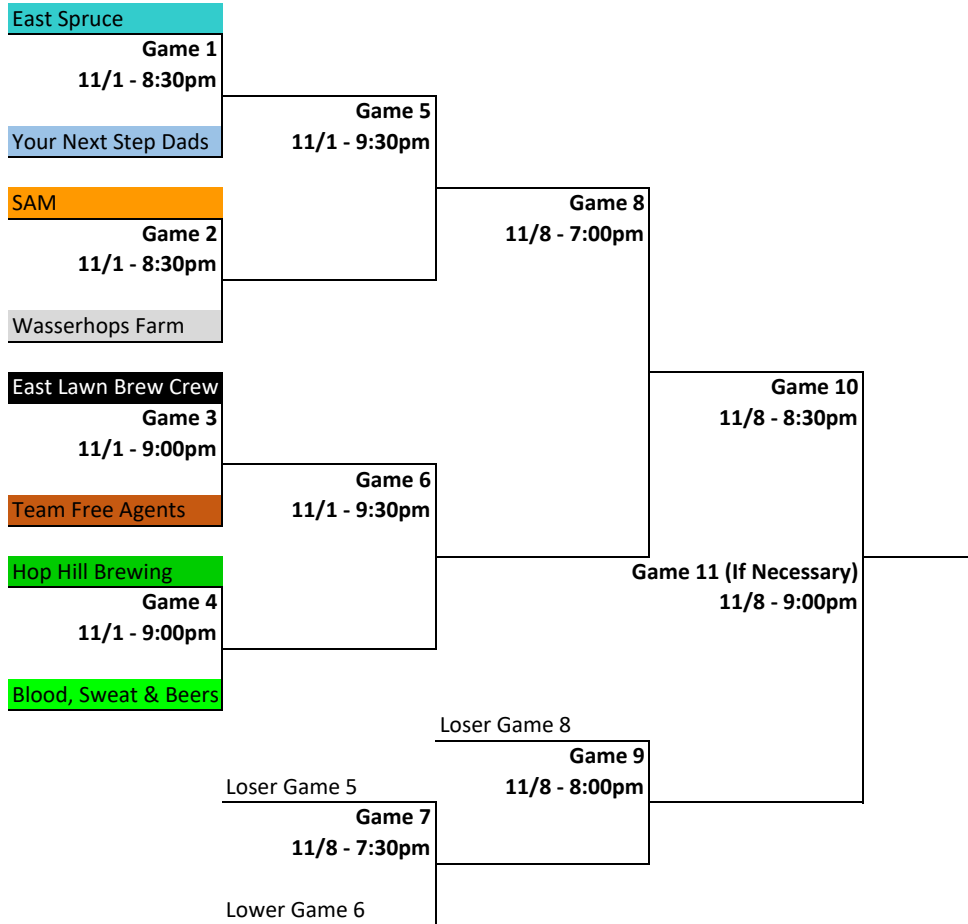 East Spruce
Game 1
11/1 - 8:30pm
Your Next Step Dads
Game 5
11/1 - 9:30pm
SAM
Game 2
11/1 - 8:30pm
Wasserhops Farm
Game 8
11/8 - 7:00pm
East Lawn Brew Crew
Game 3
11/1 - 9:00pm
Team Free Agents
Game 6
11/1 - 9:30pm
Hop Hill Brewing
Game 4
11/1 - 9:00pm
Blood, Sweat & Beers
Game 10
11/8 - 8:30pm
Game 11 (If Necessary)
11/8 - 9:00pm
Loser Game 8
Game 9
11/8 - 8:00pm
Loser Game 5
Game 7
11/8 - 7:30pm
Lower Game 6